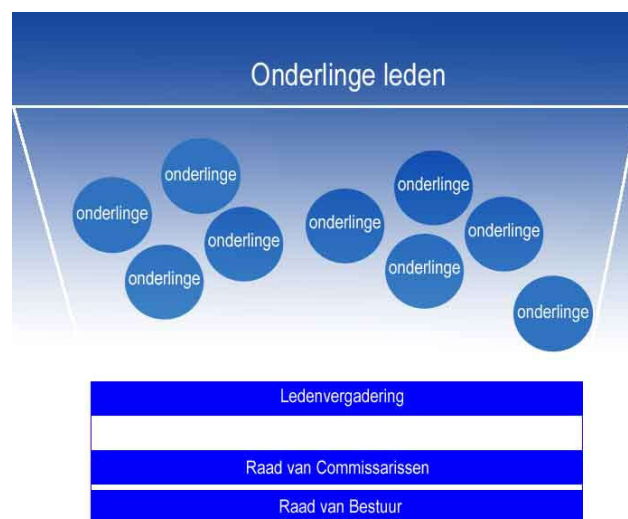 Onderlinge leden
onderlinge
onderlinge
onderlinge
onderlinge
onderlinge
onderlinge
onderlinge
onderlinge
onderlinge
Ledenvergadering
Raad van Commissarissen
Raad van Bestuur